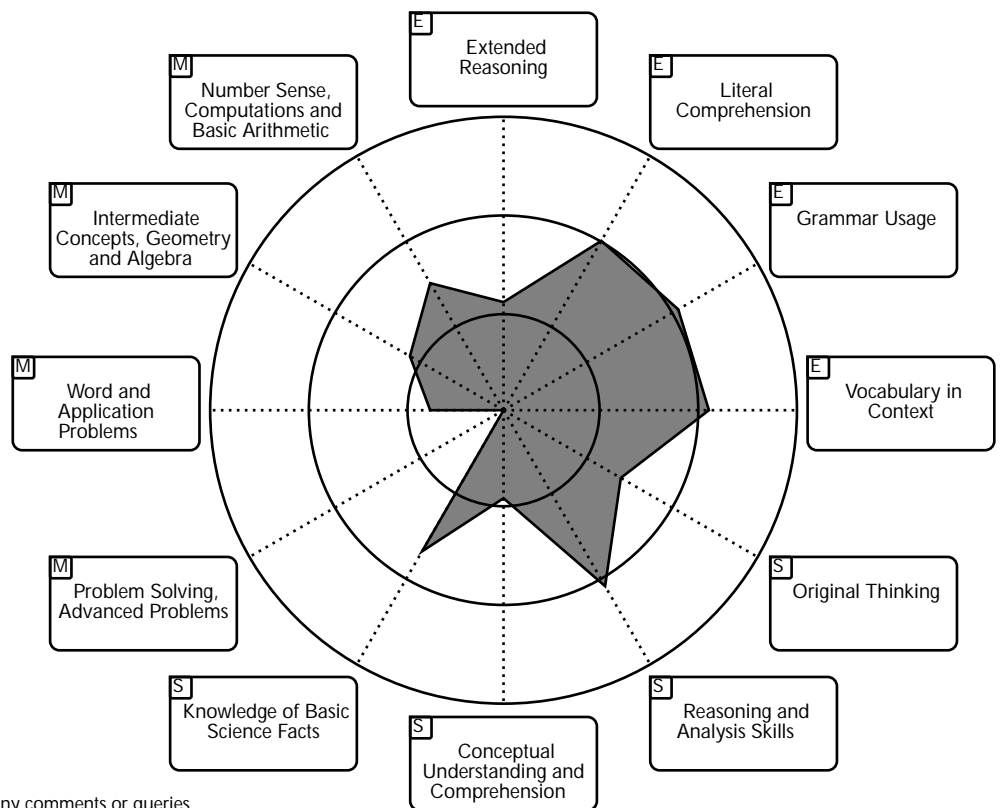 E
Extended
Reasoning
M
Number Sense,
Computations and
Basic Arithmetic
E
Literal
Comprehension
M
Intermediate
Concepts, Geometry
and Algebra
E
Grammar Usage
M
Word and
Application
Problems
E
Vocabulary in
Context
M
Problem Solving,
Advanced Problems
S
Original Thinking
S
Knowledge of Basic
Science Facts
S
Conceptual
Understanding and
Comprehension
S
Reasoning and
Analysis Skills
ny comments or queries